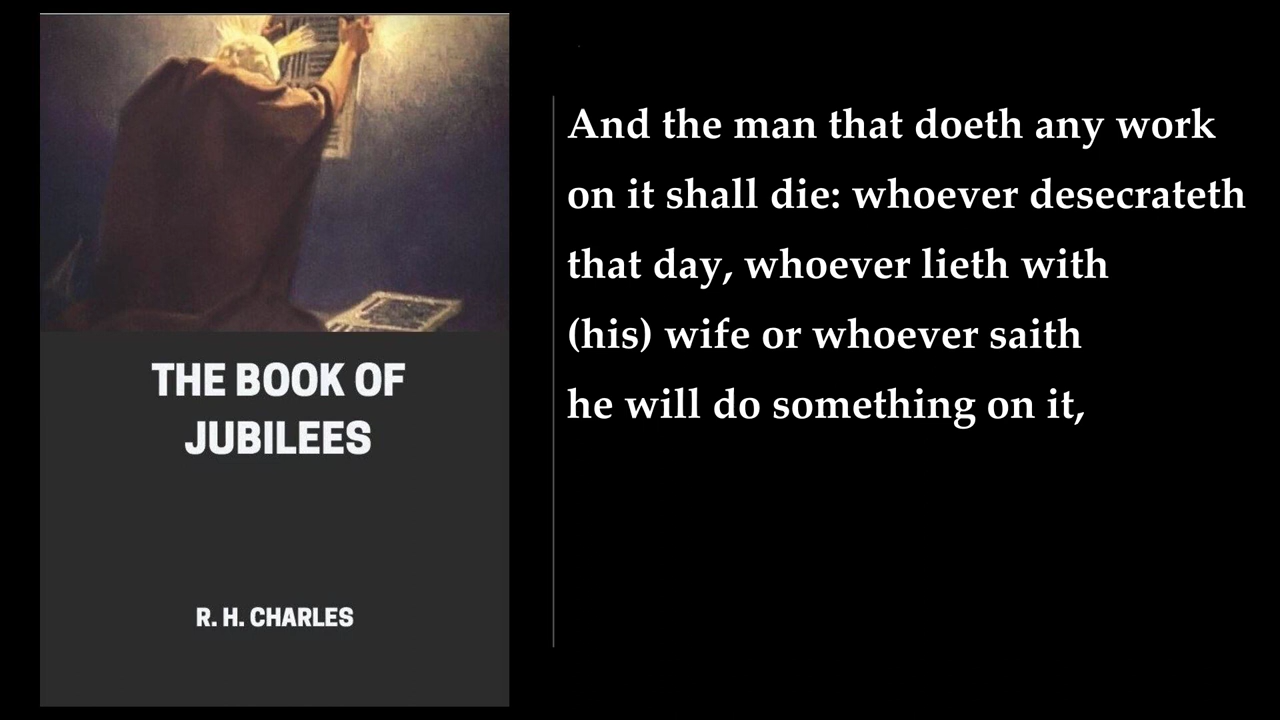 THE BOOK OF
JUBILEES
R. H. CHARLES
And the man that doeth any work
on it shall die: whoever desecrateth
that day, whoever lieth with
(his) wife or whoever saith
he will do something on it,